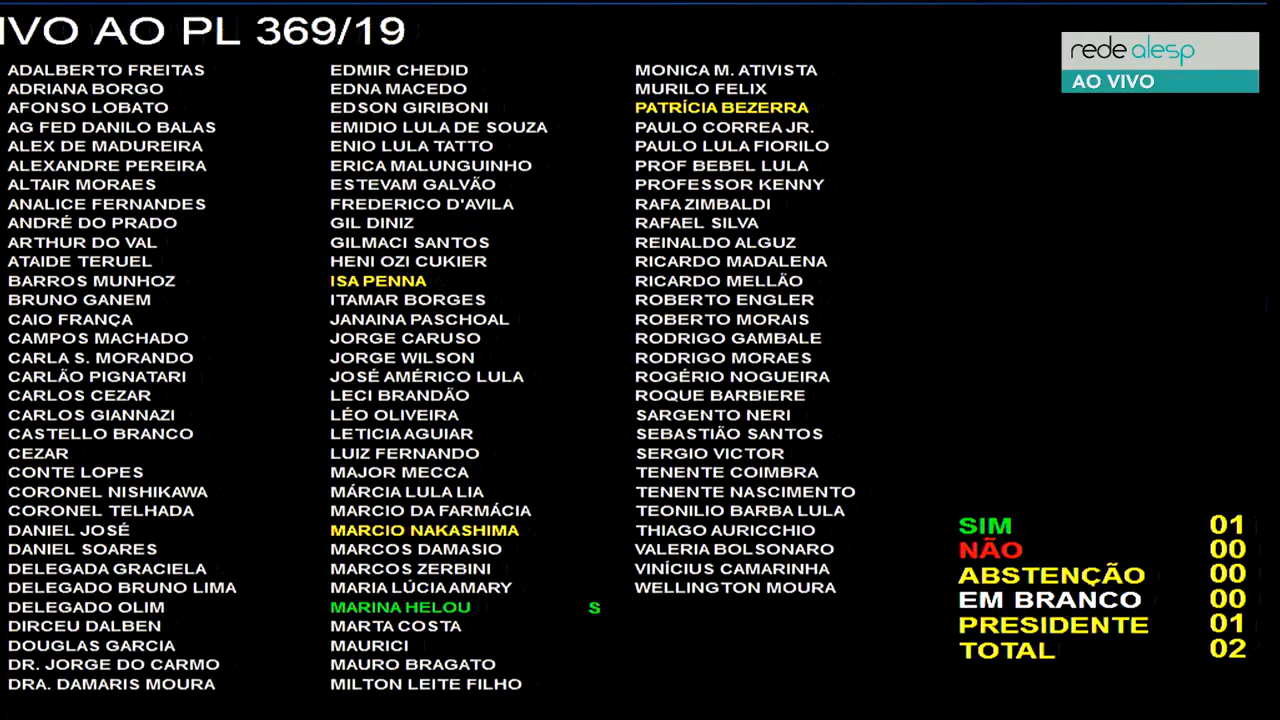 IVO AO PL 369/19
rede alesp
AO VIVO
ADALBERTO FREITAS
ADRIANA BORGO
AFONSO LOBATO
AG FED DANILO BALAS
ALEX DE MADUREIRA
ALEXANDRE PEREIRA
ALTAIR MORAES
ANALICE FERNANDES
ANDRÉ DO PRADO
ARTHUR DO VAL
ATAIDE TERUEL
BARROS MUNHOZ
BRUNO GANEM
CAIO FRANÇA
CAMPOS MACHADO
CARLA S. MORANDO
CARLÃO PIGNATARI
CARLOS CEZAR
CARLOS GIANNAZI
CASTELLO BRANCO
CEZAR
CONTE LOPES
CORONEL NISHIKAWA
CORONEL TELHADA
DANIEL JOSÉ
DANIEL SOARES
DELEGADA GRACIELA
DELEGADO BRUNO LIMA
DELEGADO OLIM
DIRCEU DALBEN
DOUGLAS GARCIA
DR. JORGE DO CARMO
DRA. DAMARIS MOURA
EDMIR CHEDID
EDNA MACEDO
EDSON GIRIBONI
EMIDIO LULA DE SOUZA
ENIO LULA TATTO
ERICA MALUNGUINHO
ESTEVAM GALVÃO
FREDERICO D'AVILA
GIL DINIZ
GILMACI SANTOS
HENI OZI CUKIER
ISA PENNA
ITAMAR BORGES
JANAINA PASCHOAL
JORGE CARUSO
JORGE WILSON
JOSÉ AMÉRICO LULA
LECI BRANDÃO
LÉO OLIVEIRA
LETICIA AGUIAR
LUIZ FERNANDO
MAJOR MECCA
MÁRCIA LULA LIA
MARCIO DA FARMÁCIA
MARCIO NAKASHIMA
MARCOS DAMASIO
MARCOS ZERBINI
MARIA LÚCIA AMARY
MARINA HELOU S
MARTA COSTA
MAURICI
MAURO BRAGATO
MILTON LEITE FILHO
MONICA M. ATIVISTA
MURILO FELIX
PATRÍCIA BEZERRA
PAULO CORREA JR.
PAULO LULA FIORILO
PROF BEBEL LULA
PROFESSOR KENNY
RAFA ZIMBALDI
RAFAEL SILVA
REINALDO ALGUZ
RICARDO MADALENA
RICARDO MELLÃO
ROBERTO ENGLER
ROBERTO MORAIS
RODRIGO GAMBALE
RODRIGO MORAES
ROGÉRIO NOGUEIRA
ROQUE BARBIERE
SARGENTO NERI
SEBASTIÃO SANTOS
SERGIO VICTOR
TENENTE COIMBRA
TENENTE NASCIMENTO
TEONILIO BARBA LULA
THIAGO AURICCHIO
VALERIA BOLSONARO
VINÍCIUS CAMARINHA
WELLINGTON MOURA
SIM 01
NÃO 00
ABSTENÇÃO 00
EM BRANCO 00
PRESIDENTE 01
TOTAL 02